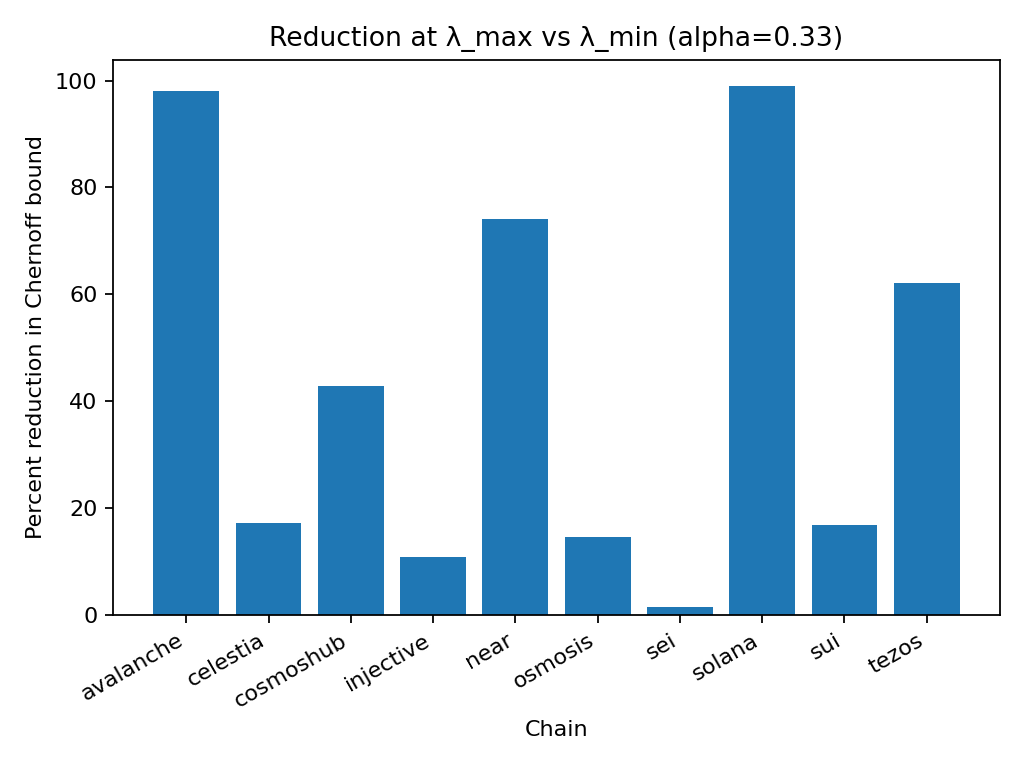 Reduction at λ_max vs λ_min (alpha=0.33)
Percent reduction in Chernoff bound
100
80
60
40
20
0
avalanche
celestia
cosmoshub
injective
near
osmosis
sei
solana
sui
tezos
Chain